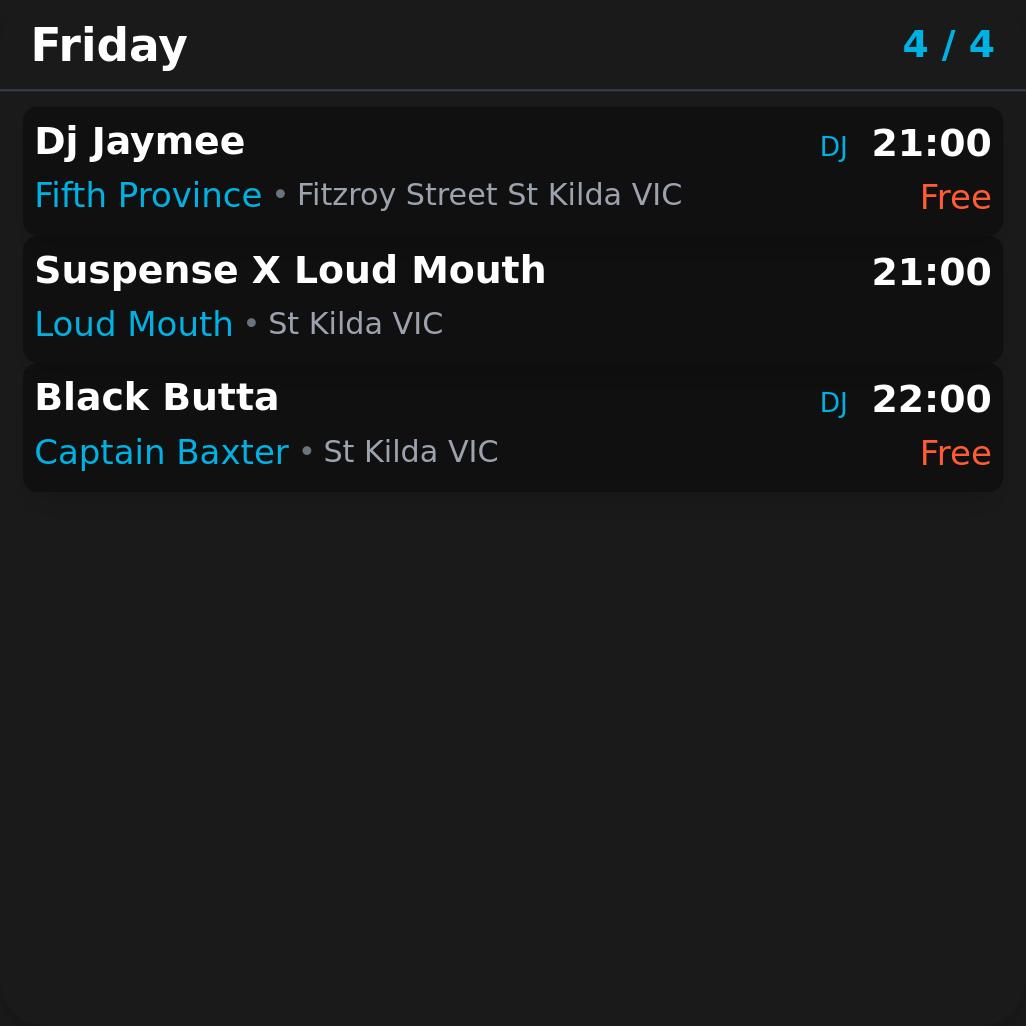 Friday 4 / 4
Dj Jaymee DJ 21:00
Fifth Province • Fitzroy Street St Kilda VIC Free
Suspense X Loud Mouth 21:00
Loud Mouth • St Kilda VIC
Black Butta DJ 22:00
Captain Baxter • St Kilda VIC Free